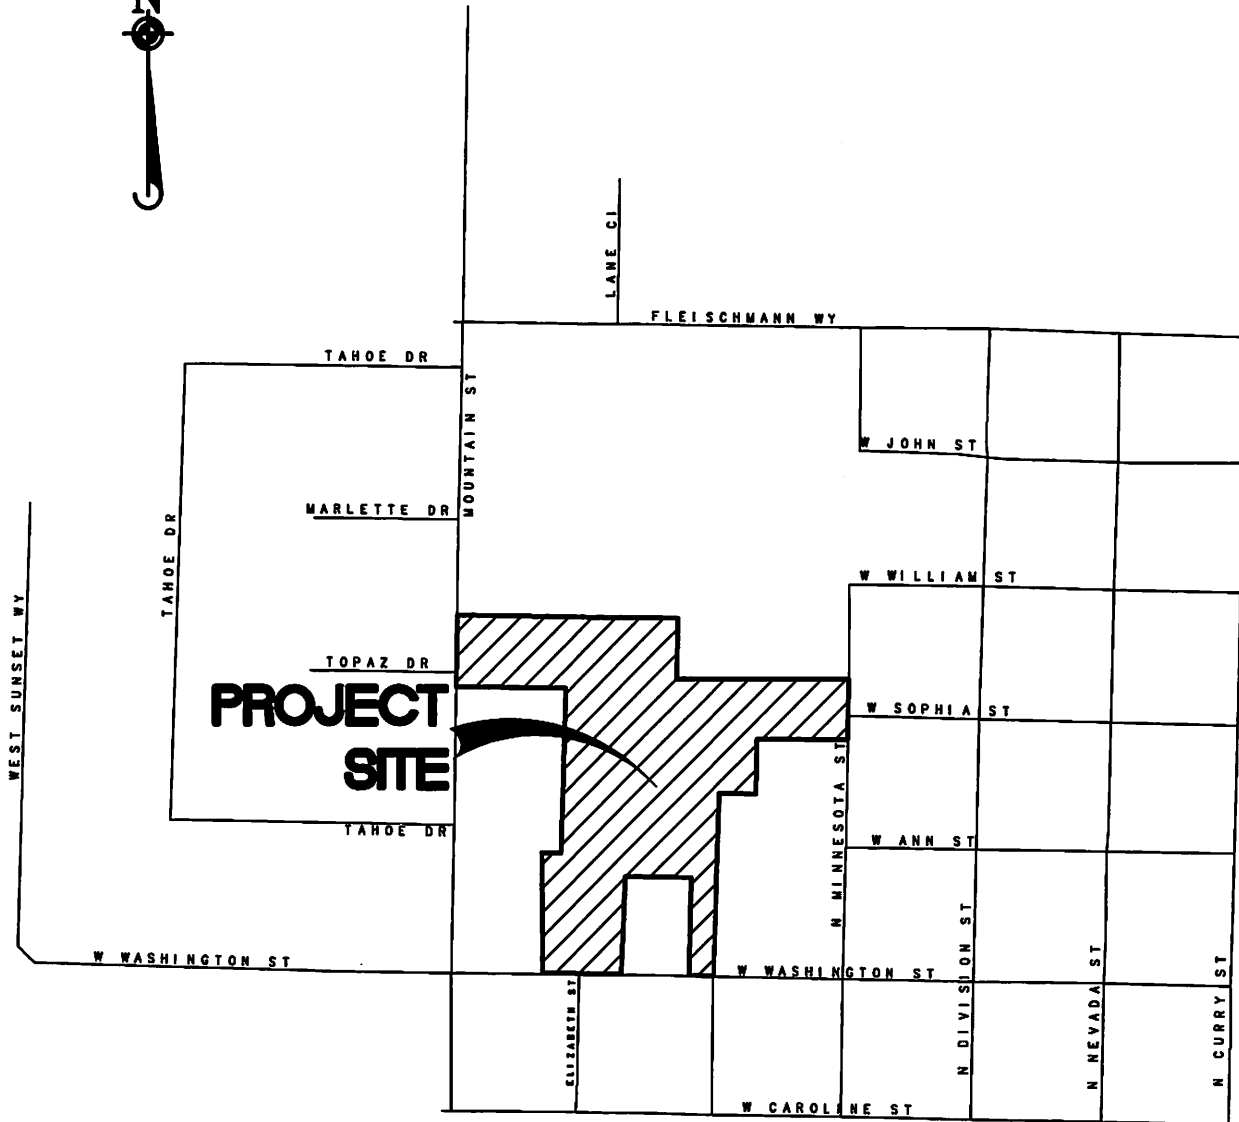 N
LANE CI
FLEISCHMANN WY
TAHOE DR
MOUNTAIN ST
W JOHN ST
MARLETTE DR
TAHOE DR
W WILLIAM ST
WEST SUNSET WY
TOPAZ DR
PROJECT
SITE
W SOPHIA ST
N MINNESOTA ST
TAHOE DR
W ANN ST
W WASHINGTON ST
W WASHINGTON ST
ELIZABETH ST
N DIVISION ST
N NEVADA ST
N CURRY ST
W CAROLINE ST